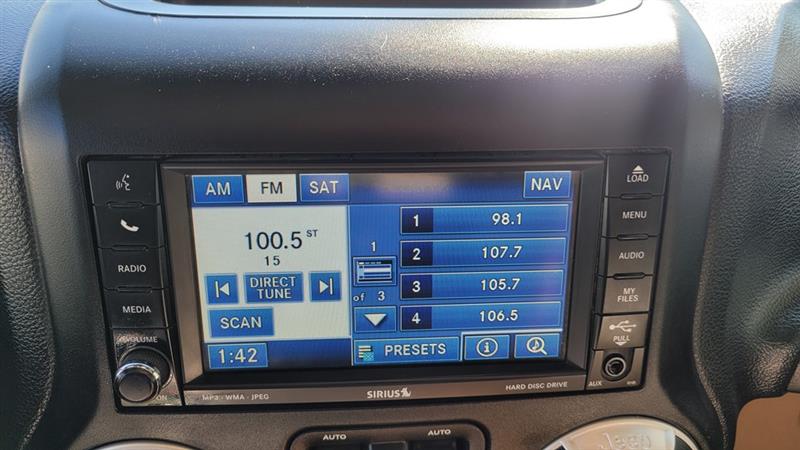 AM FM SAT NAV
100.5 ST
15
DIRECT
TUNE
SCAN
1:42
1
of 3
1 98.1
2 107.7
3 105.7
4 106.5
PRESETS
RADIO
MEDIA
VOLUME
ON
LOAD
MENU
AUDIO
MY
FILES
PULL
AUX
MP3 - WMA - JPEG
SIRIUS
HARD DISC DRIVE
AUTO
AUTO
Jeep